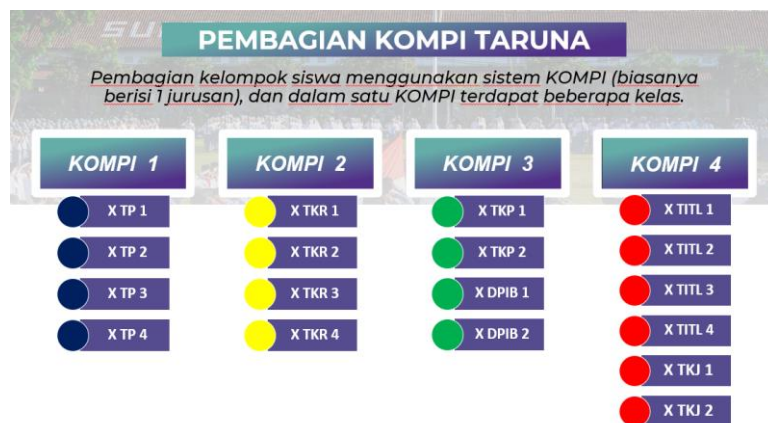 PEMBAGIAN KOMPI TARUNA
Pembagian kelompok siswa menggunakan sistem KOMPI (biasanya
berisi 1 jurusan), dan dalam satu KOMPI terdapat beberapa kelas.
KOMPI 1
X TP 1
X TP 2
X TP 3
X TP 4
KOMPI 2
X TKR 1
X TKR 2
X TKR 3
X TKR 4
KOMPI 3
X TKP 1
X TKP 2
X DPIB 1
X DPIB 2
KOMPI 4
X TITL 1
X TITL 2
X TITL 3
X TITL 4
X TKJ 1
X TKJ 2